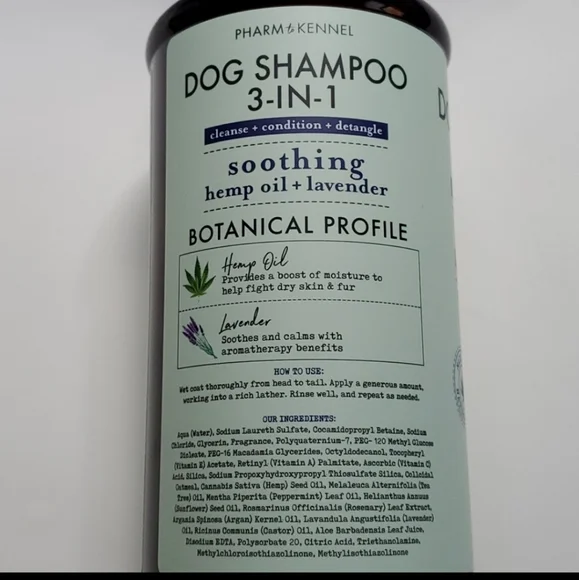 PHARM to KENNEL
DOG SHAMPOO
3-IN-1
cleanse + condition + detangle
soothing
hemp oil + lavender
BOTANICAL PROFILE
Hemp Oil
Provides a boost of moisture to
help fight dry skin & fur
Lavender
Soothes and calms with
aromatherapy benefits
HOW TO USE:
Wet coat thoroughly from head to tail. Apply a generous amount,
working into a rich lather. Rinse well, and repeat as needed.
OUR INGREDIENTS:
Aqua (Water), Sodium Laureth Sulfate, Cocamidopropyl Betaine, Sodium
Chloride, Glycerin, Fragrance, Polyquaternium-7, PEG- 120 Methyl Glucose
Dioleate, PEG-16 Macadamia Glycerides, Octyldodecanol, Tocopheryl
(Vitamin E) Acetate, Retinyl (Vitamin A) Palmitate, Ascorbic (Vitamin C)
Acid, Silica, Sodium Propoxyhydroxypropyl Thiosulfate Silica, Colloidal
Oatmeal, Cannabis Sativa (Hemp) Seed Oil, Melaleuca Alternifolia (Tea
Tree) Oil, Mentha Piperita (Peppermint) Leaf Oil, Helianthus Annuus
(Sunflower) Seed Oil, Rosmarinus Officinalis (Rosemary) Leaf Extract,
Argania Spinosa (Argan) Kernel Oil, Lavandula Angustifolia (lavender)
Oil, Ricinus Communis (Castor) Oil, Aloe Barbadensis Leaf Juice,
Disodium EDTA, Polysorbate 20, Citric Acid, Triethanolamine,
Methylchloroisothiazolinone, Methylisothiazolinone